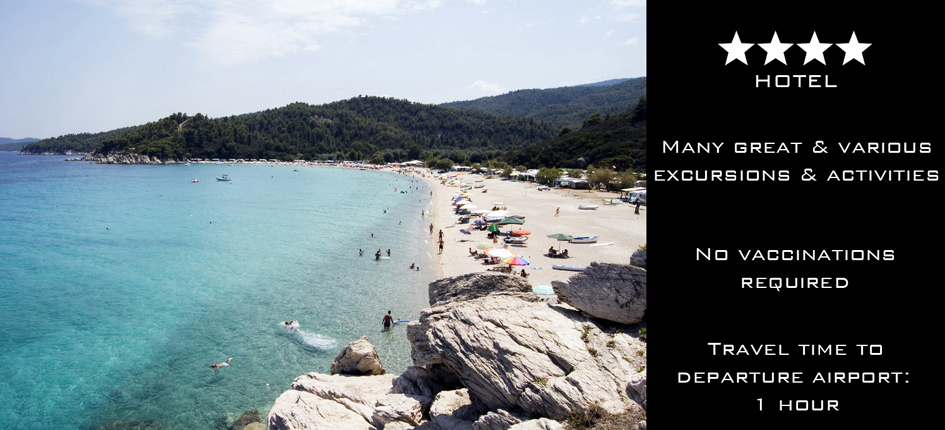 ★★★★
HOTEL
MANY GREAT & VARIOUS
EXCURSIONS & ACTIVITIES
NO VACCINATIONS
REQUIRED
TRAVEL TIME TO
DEPARTURE AIRPORT:
1 HOUR